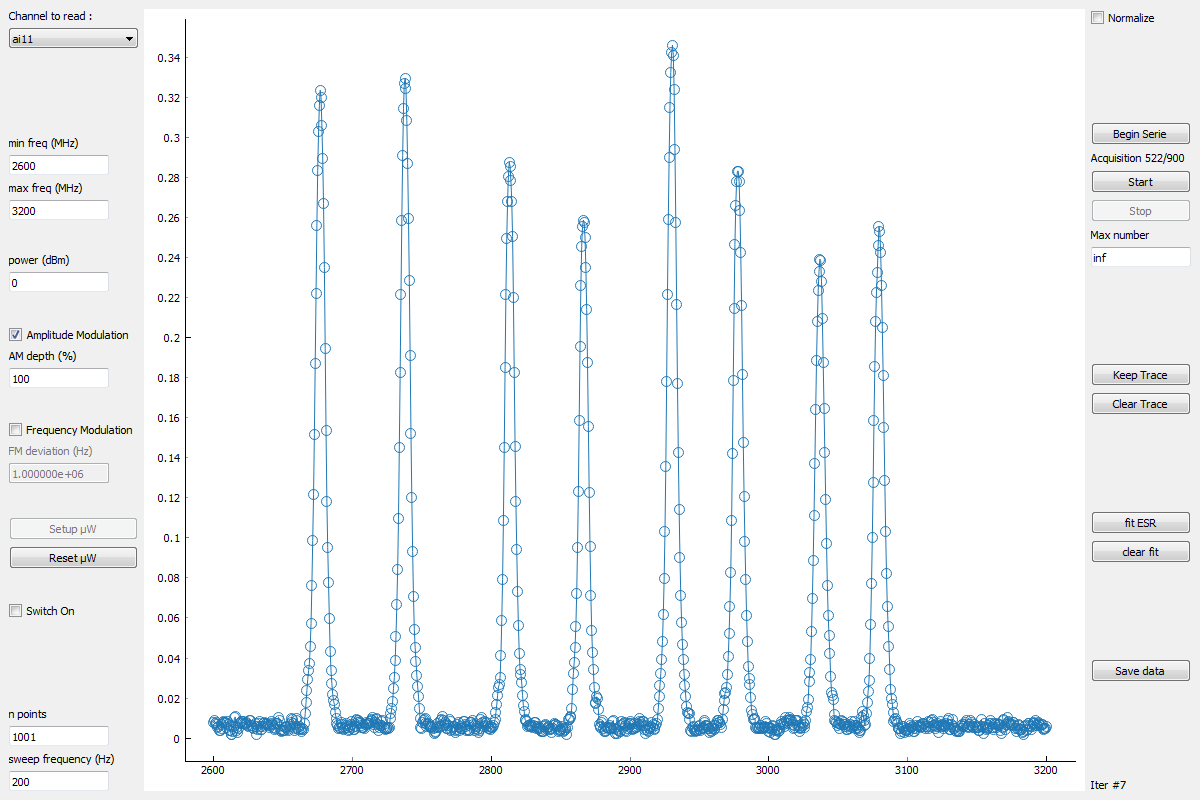 Channel to read :
ai11
min freq (MHz)
2600
max freq (MHz)
3200
power (dBm)
0
Amplitude Modulation
AM depth (%)
100
Frequency Modulation
FM deviation (Hz)
1.000000e+06
Setup µW
Reset µW
Switch On
n points
1001
sweep frequency (Hz)
200
0.34
0.32
0.3
0.28
0.26
0.24
0.22
0.2
0.18
0.16
0.14
0.12
0.1
0.08
0.06
0.04
0.02
0
2600 2700 2800 2900 3000 3100 3200
Normalize
Begin Serie
Acquisition 522/900
Start
Stop
Max number
inf
Keep Trace
Clear Trace
fit ESR
clear fit
Save data
Iter #7